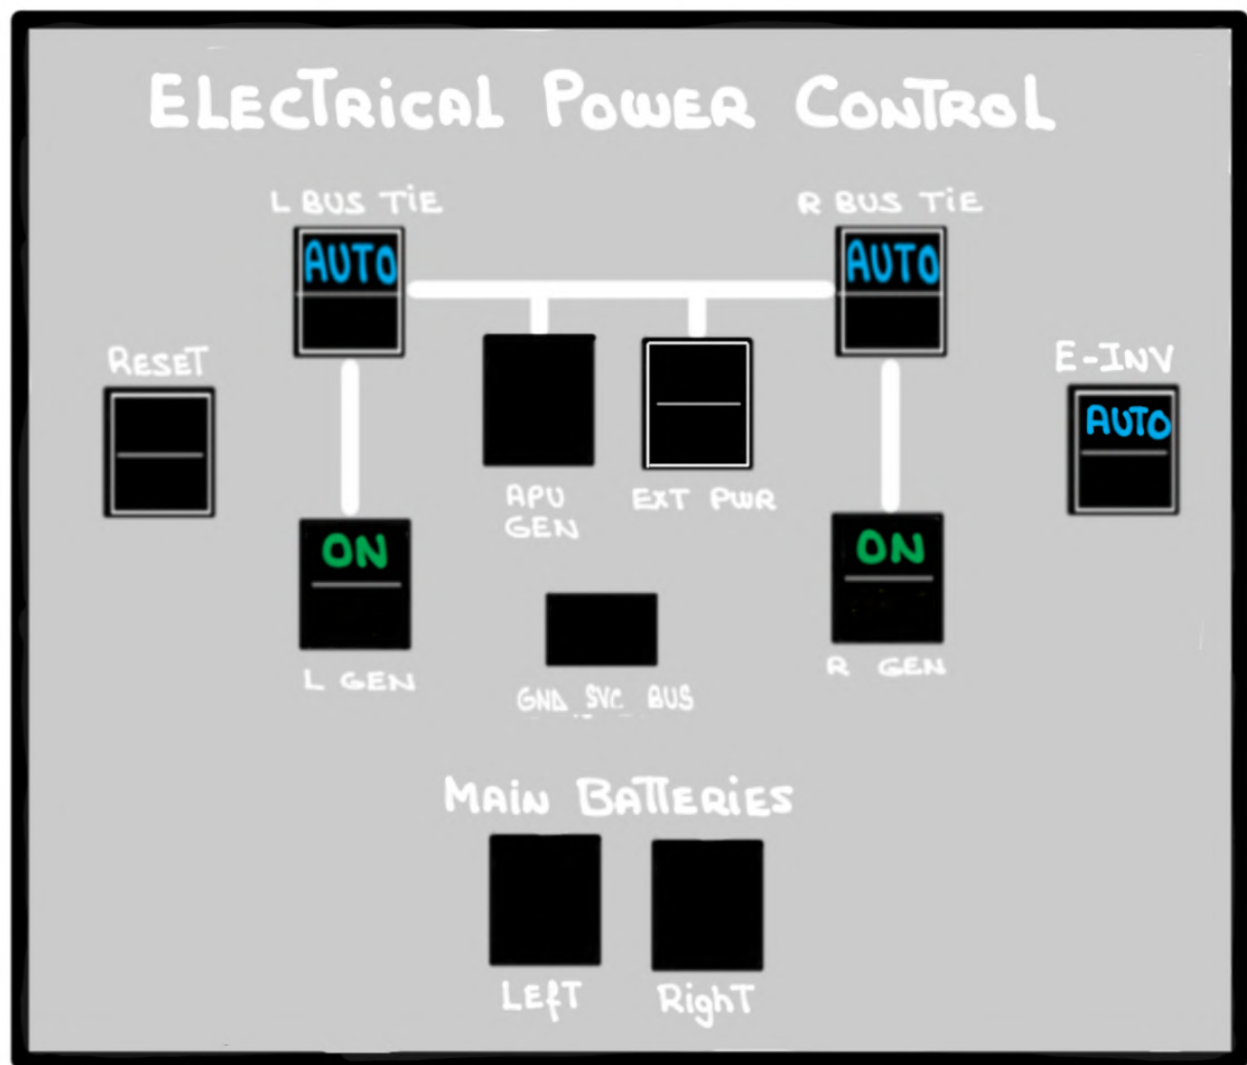 ELECTRICAL POWER CONTROL
L BUS TiE
R BUS TiE
AUTO
AUTO
RESET
E-INV
AUTO
APU
GEN
EXT PWR
ON
ON
L GEN
R GEN
GND SVC BUS
MAiN BATTERiES
LEfT
RighT